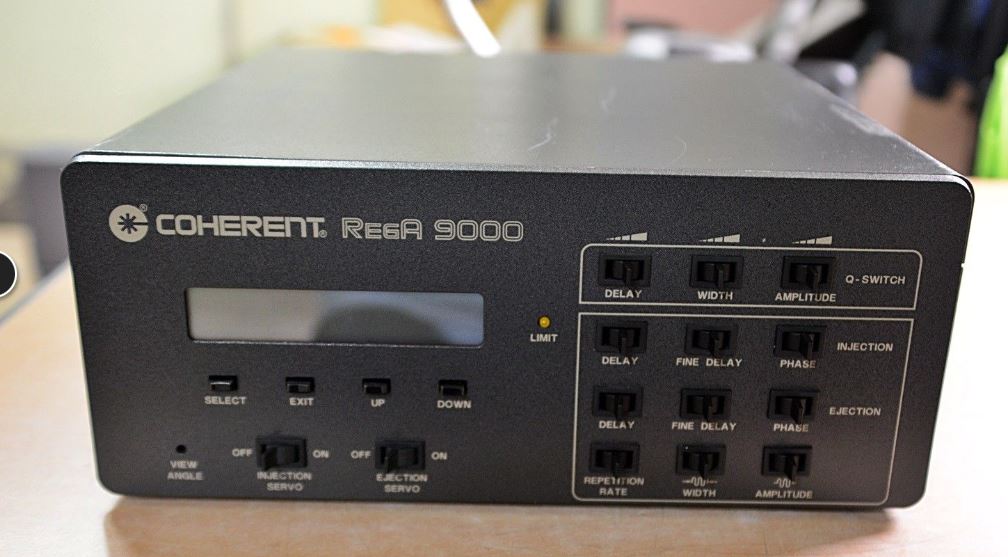 COHERENT® RegA 9000
DELAY WIDTH AMPLITUDE Q-SWITCH
LIMIT
DELAY FINE DELAY PHASE INJECTION
SELECT EXIT UP DOWN
DELAY FINE DELAY PHASE EJECTION
OFF ON OFF ON
VIEW ANGLE
INJECTION SERVO
EJECTION SERVO
REPETITION RATE
WIDTH
AMPLITUDE